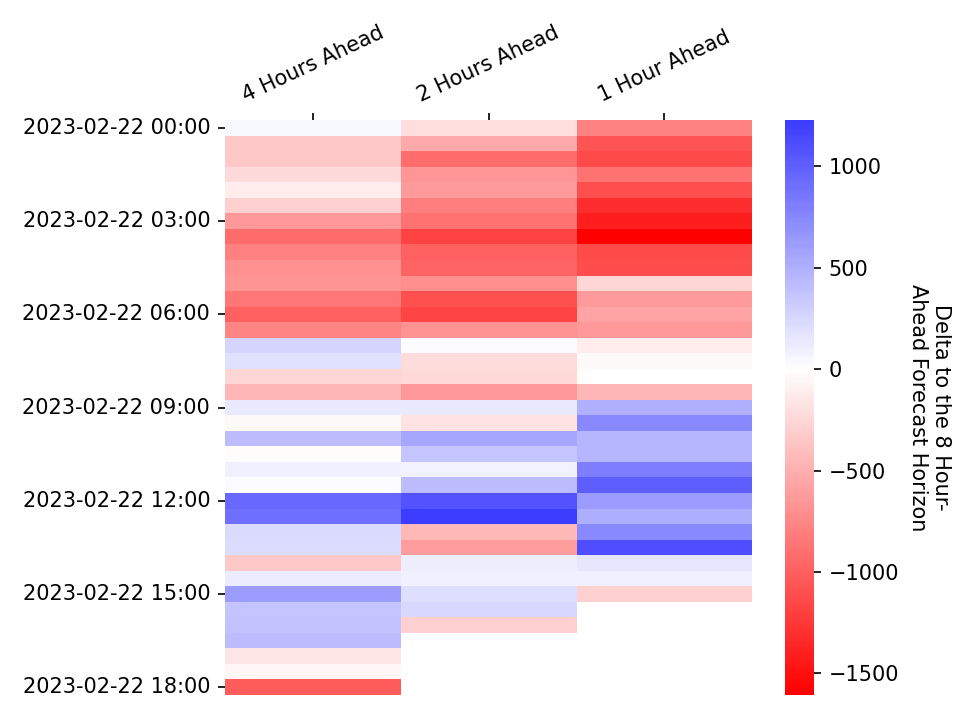 4 Hours Ahead
2 Hours Ahead
1 Hour Ahead
2023-02-22 00:00
2023-02-22 03:00
2023-02-22 06:00
2023-02-22 09:00
2023-02-22 12:00
2023-02-22 15:00
2023-02-22 18:00
1000
500
0
−500
−1000
−1500
Delta to the 8 Hour-
Ahead Forecast Horizon